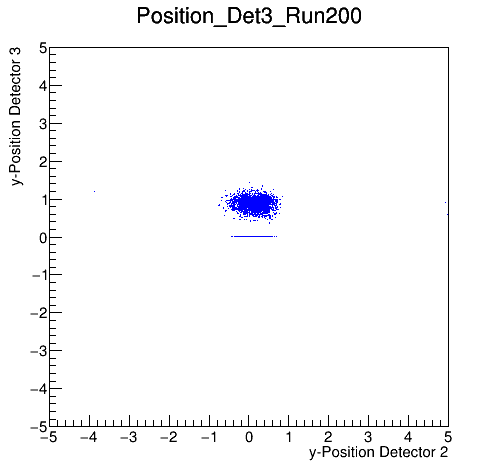 Position_Det3_Run200
y-Position Detector 3
5
4
3
2
1
0
−1
−2
−3
−4
−5
−5 −4 −3 −2 −1 0 1 2 3 4 5
y-Position Detector 2